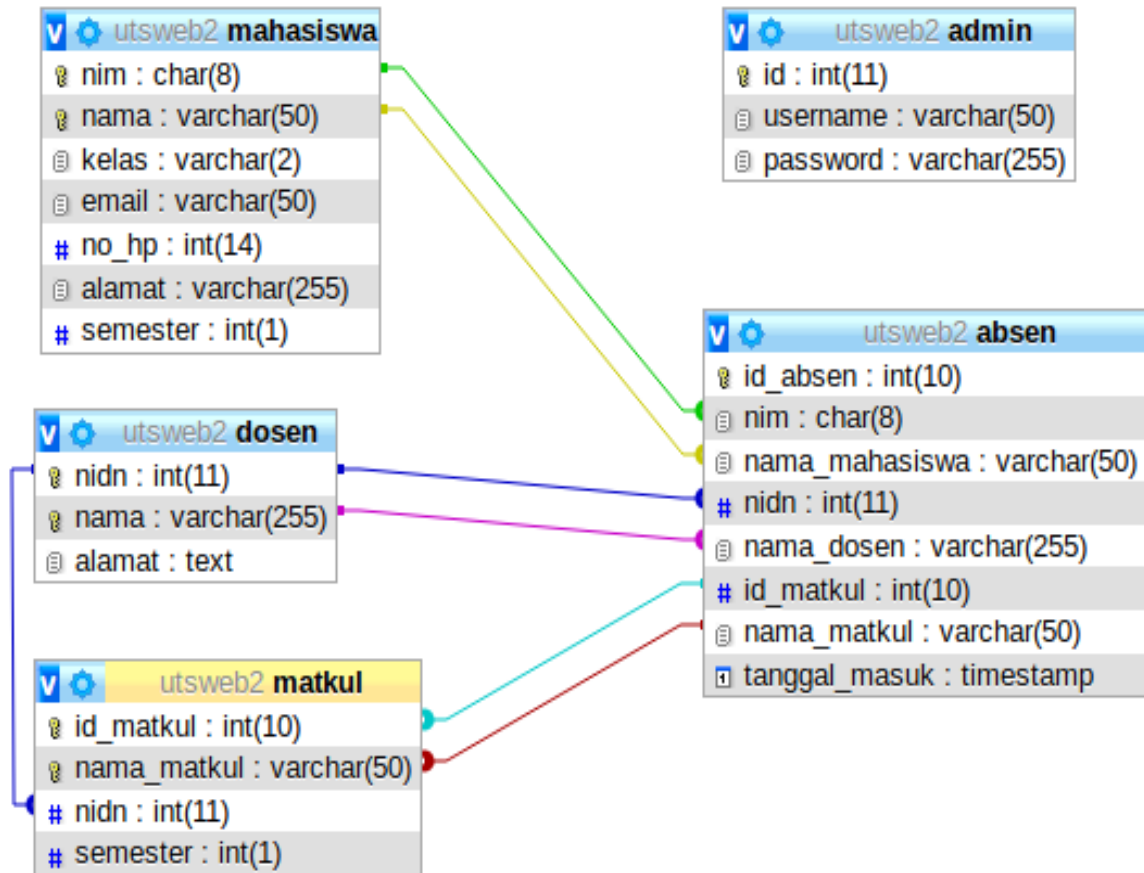 utsweb2 mahasiswa
nim : char(8)
nama : varchar(50)
kelas : varchar(2)
email : varchar(50)
no_hp : int(14)
alamat : varchar(255)
semester : int(1)
utsweb2 admin
id : int(11)
username : varchar(50)
password : varchar(255)
utsweb2 dosen
nidn : int(11)
nama : varchar(255)
alamat : text
utsweb2 absen
id_absen : int(10)
nim : char(8)
nama_mahasiswa : varchar(50)
nidn : int(11)
nama_dosen : varchar(255)
id_matkul : int(10)
nama_matkul : varchar(50)
tanggal_masuk : timestamp
utsweb2 matkul
id_matkul : int(10)
nama_matkul : varchar(50)
nidn : int(11)
semester : int(1)